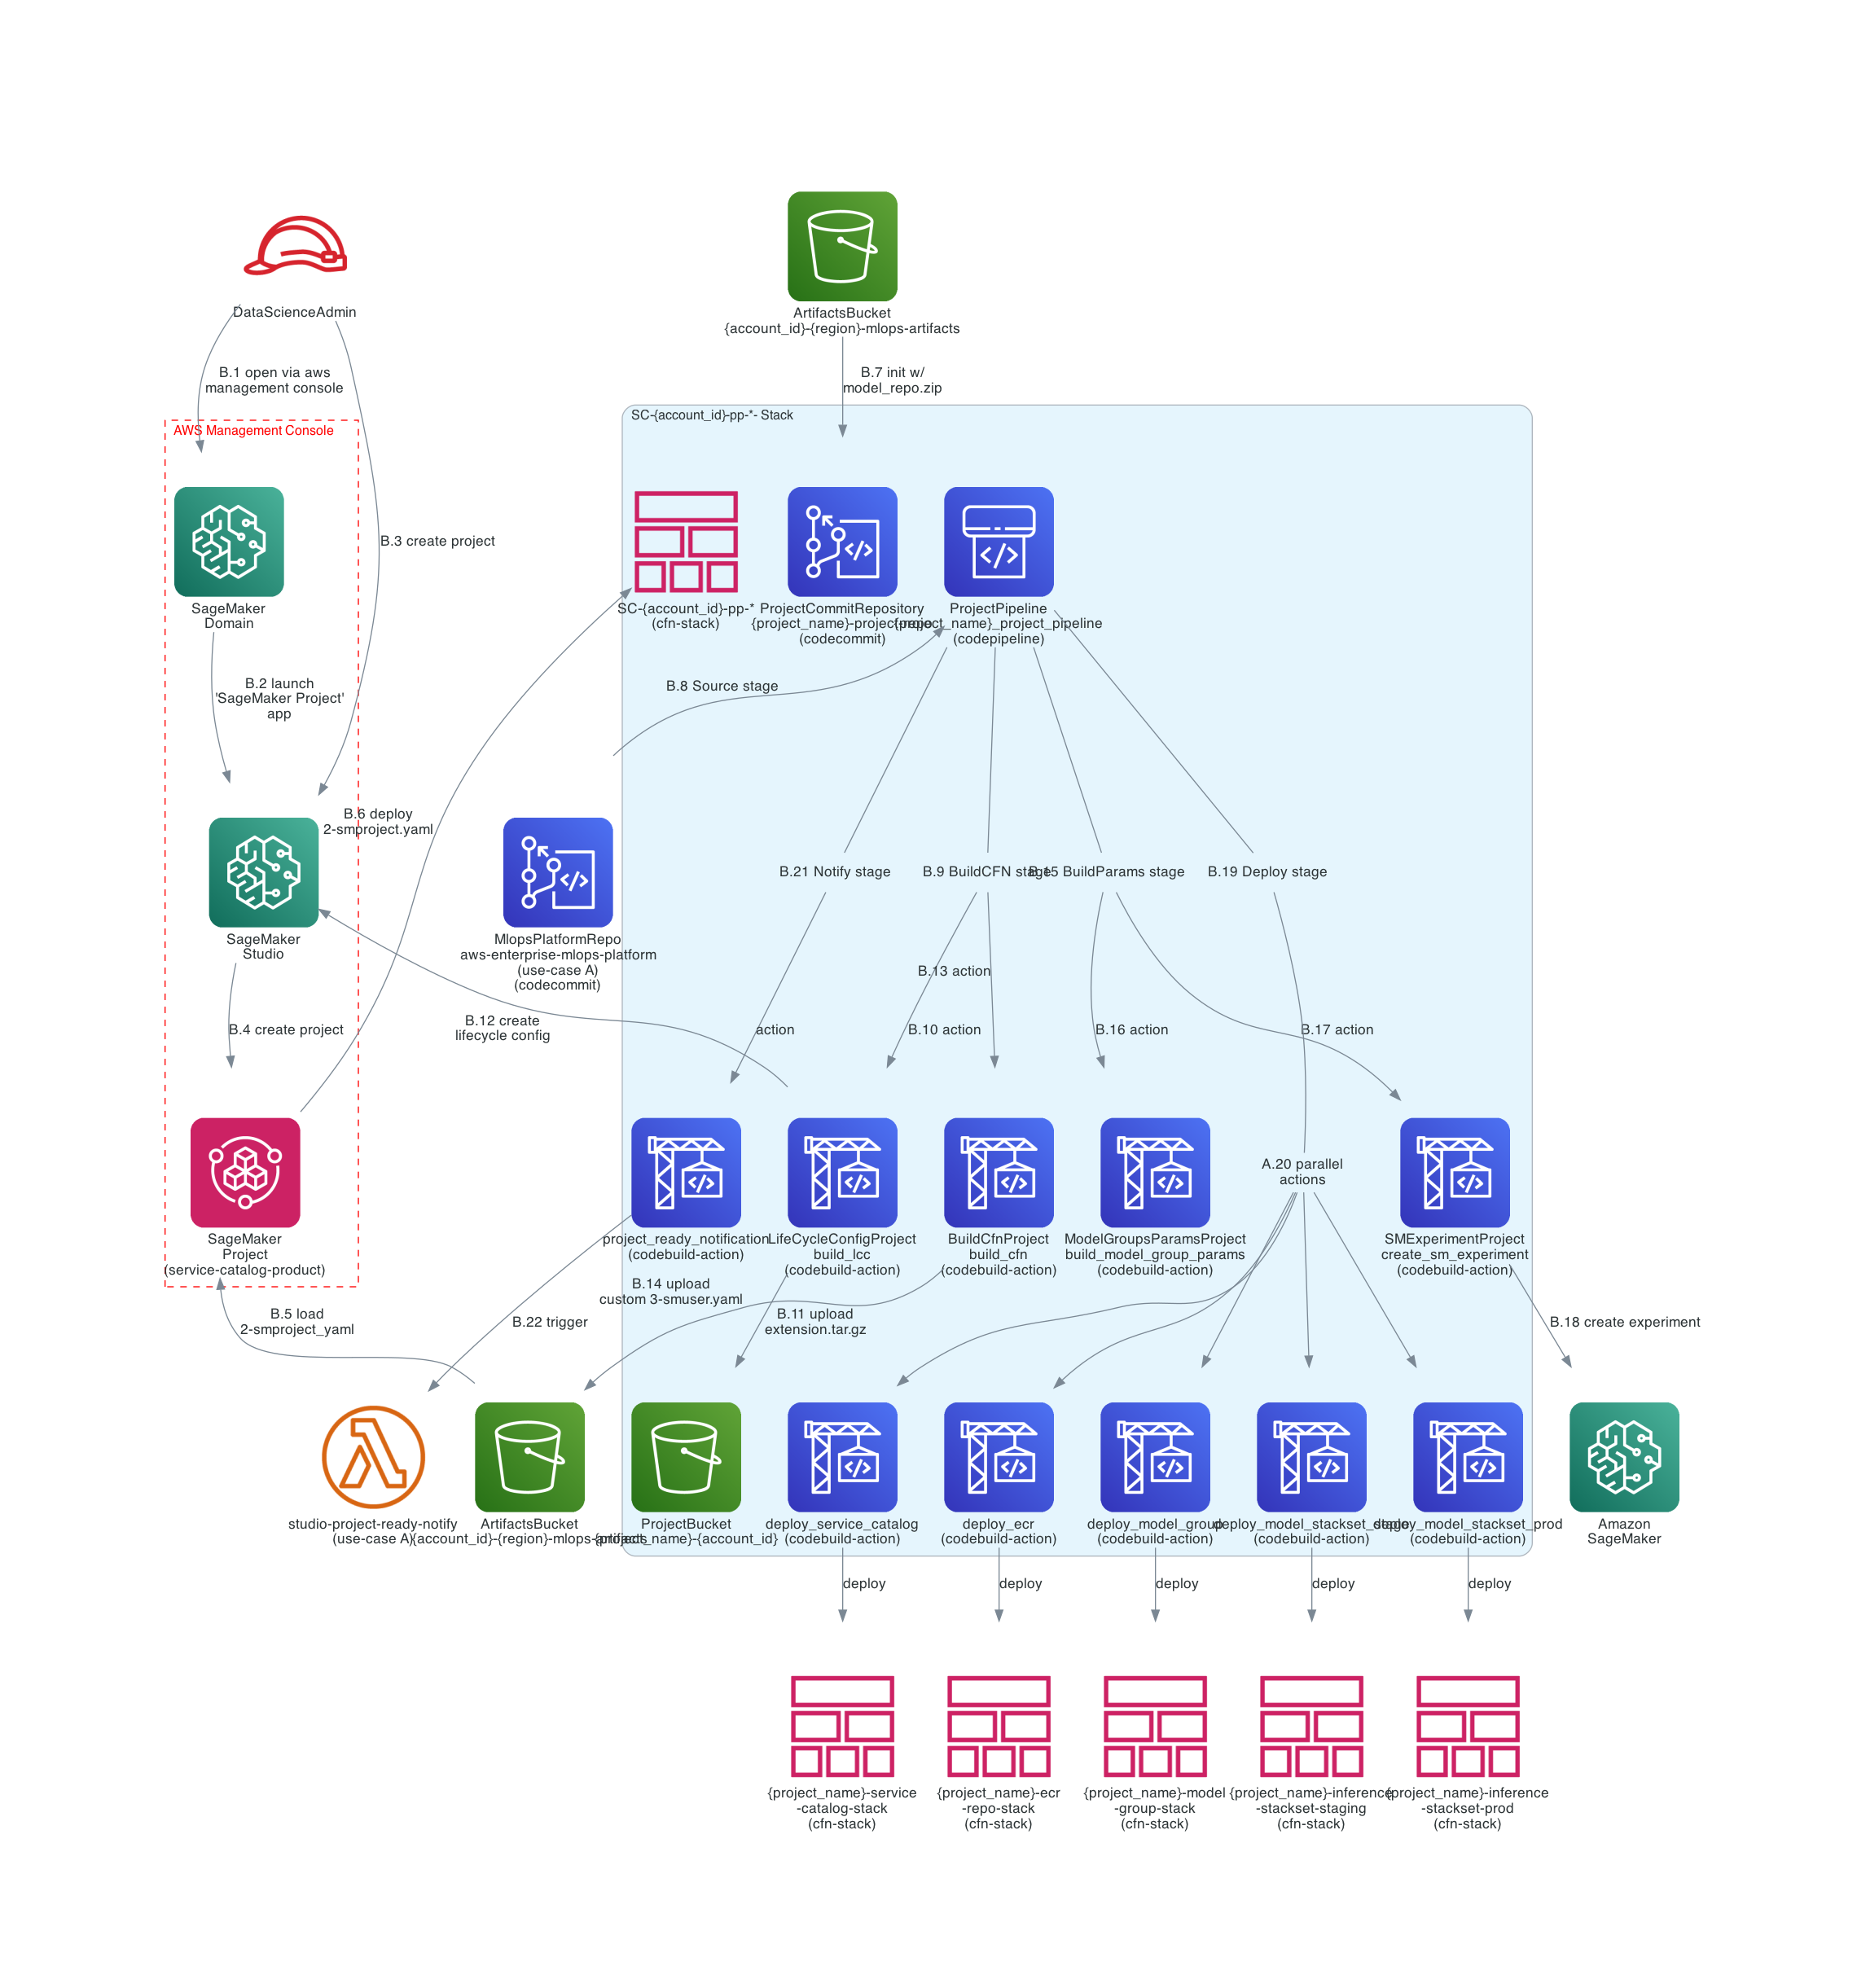 DataScienceAdmin
ArtifactsBucket
{account_id}-{region}-mlops-artifacts
B.1 open via aws
management console
B.7 init w/
model_repo.zip
SC-{account_id}-pp-*- Stack
AWS Management Console
B.3 create project
SageMaker
Domain
SC-{account_id}-pp-*
(cfn-stack)
ProjectCommitRepository
{project_name}-project-repo
(codecommit)
ProjectPipeline
{project_name}_project_pipeline
(codepipeline)
B.2 launch
'SageMaker Project'
app
B.8 Source stage
B.6 deploy
2-smproject.yaml
B.21 Notify stage
B.9 BuildCFN stage
B.15 BuildParams stage
B.19 Deploy stage
SageMaker
Studio
MlopsPlatformRepo
aws-enterprise-mlops-platform
(use-case A)
(codecommit)
B.13 action
B.12 create
lifecycle config
B.4 create project
action
B.10 action
B.16 action
B.17 action
A.20 parallel
actions
SageMaker
Project
(service-catalog-product)
project_ready_notification
(codebuild-action)
LifeCycleConfigProject
build_lcc
(codebuild-action)
BuildCfnProject
build_cfn
(codebuild-action)
ModelGroupsParamsProject
build_model_group_params
(codebuild-action)
SMExperimentProject
create_sm_experiment
(codebuild-action)
B.14 upload
custom 3-smuser.yaml
B.5 load
2-smproject_yaml
B.22 trigger
B.11 upload
extension.tar.gz
B.18 create experiment
studio-project-ready-notify
(use-case A)
ArtifactsBucket
{account_id}-{region}-mlops-artifacts
ProjectBucket
{project_name}-{account_id}
deploy_service_catalog
(codebuild-action)
deploy_ecr
(codebuild-action)
deploy_model_group
(codebuild-action)
deploy_model_stackset_stage
(codebuild-action)
deploy_model_stackset_prod
(codebuild-action)
Amazon
SageMaker
deploy
deploy
deploy
deploy
deploy
{project_name}-service
-catalog-stack
(cfn-stack)
{project_name}-ecr
-repo-stack
(cfn-stack)
{project_name}-model
-group-stack
(cfn-stack)
{project_name}-inference
-stackset-staging
(cfn-stack)
{project_name}-inference
-stackset-prod
(cfn-stack)